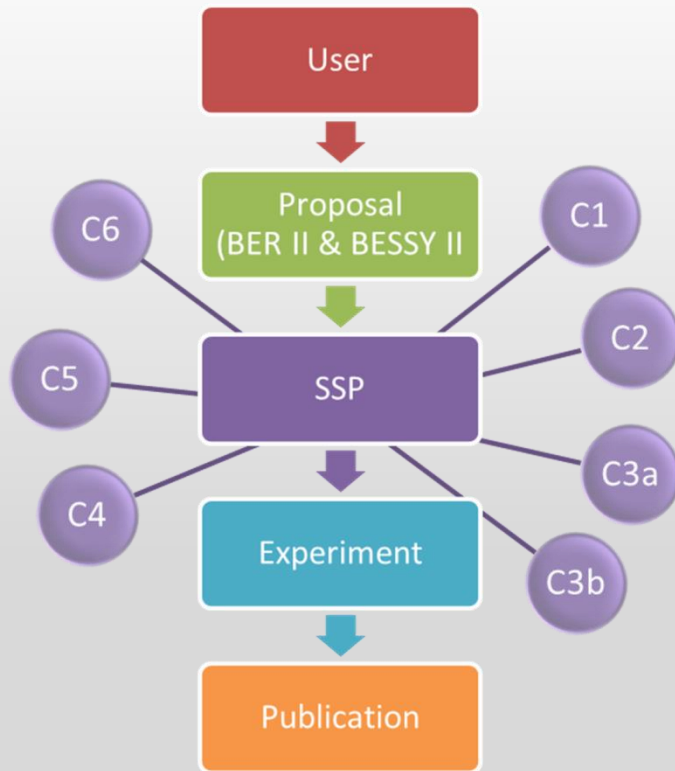 User
Proposal
(BER II & BESSY II
C6
C1
C2
SSP
C5
C3a
C4
Experiment
C3b
Publication